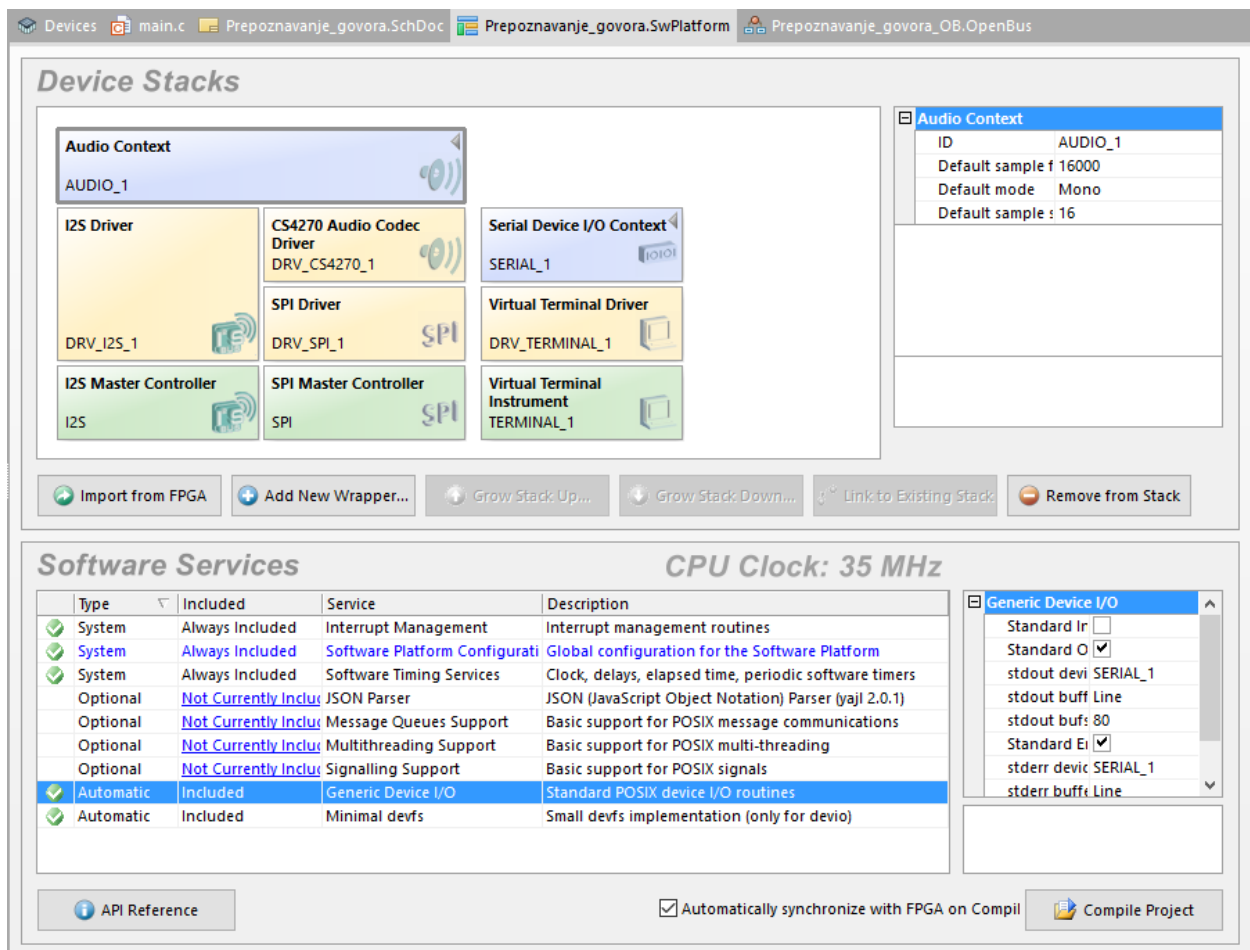 Devices main.c Prepoznavanje_govora.SchDoc Prepoznavanje_govora.SwPlatform Prepoznavanje_govora_OB.OpenBus
Device Stacks
Audio Context
AUDIO_1
I2S Driver
DRV_I2S_1
CS4270 Audio Codec
Driver
DRV_CS4270_1
Serial Device I/O Context
SERIAL_1
SPI Driver
DRV_SPI_1
Virtual Terminal Driver
DRV_TERMINAL_1
I2S Master Controller
I2S
SPI Master Controller
SPI
Virtual Terminal
Instrument
TERMINAL_1
Audio Context
ID AUDIO_1
Default sample f 16000
Default mode Mono
Default sample s 16
Import from FPGA Add New Wrapper... Grow Stack Up... Grow Stack Down... Link to Existing Stack Remove from Stack
Software Services CPU Clock: 35 MHz
Type Included Service Description
System Always Included Interrupt Management Interrupt management routines
System Always Included Software Platform Configurati Global configuration for the Software Platform
System Always Included Software Timing Services Clock, delays, elapsed time, periodic software timers
Optional Not Currently Incluc JSON Parser JSON (JavaScript Object Notation) Parser (yajl 2.0.1)
Optional Not Currently Incluc Message Queues Support Basic support for POSIX message communications
Optional Not Currently Incluc Multithreading Support Basic support for POSIX multi-threading
Optional Not Currently Incluc Signalling Support Basic support for POSIX signals
Automatic Included Generic Device I/O Standard POSIX device I/O routines
Automatic Included Minimal devfs Small devfs implementation (only for devio)
Generic Device I/O
Standard Ir
Standard O
stdout devi SERIAL_1
stdout buff Line
stdout bufs 80
Standard Er
stderr devic SERIAL_1
stderr buffe Line
API Reference
Automatically synchronize with FPGA on Compil
Compile Project